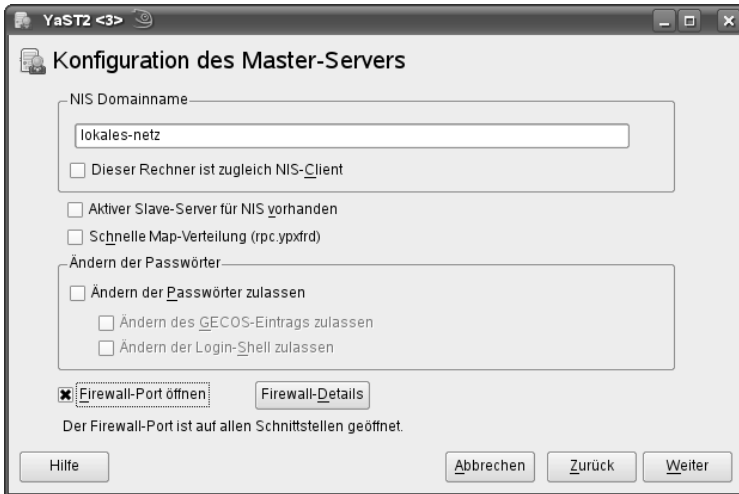 YaST2 <3>
Konfiguration des Master-Servers
NIS Domainname
lokales-netz
Dieser Rechner ist zugleich NIS-Client
Aktiver Slave-Server für NIS vorhanden
Schnelle Map-Verteilung (rpc.ypxfrd)
Ändern der Passwörter
Ändern der Passwörter zulassen
Ändern des GECOS-Eintrags zulassen
Ändern der Login-Shell zulassen
Firewall-Port öffnen Firewall-Details
Der Firewall-Port ist auf allen Schnittstellen geöffnet.
Hilfe Abbrechen Zurück Weiter